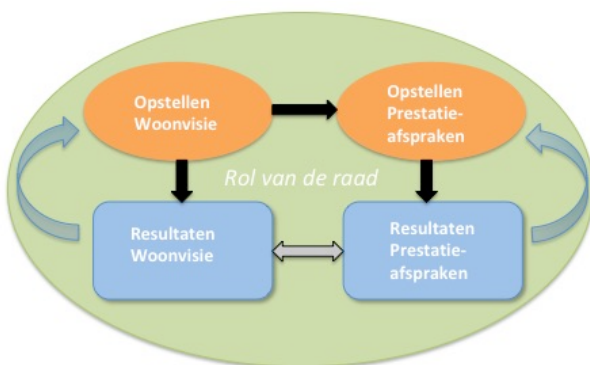 Opstellen
Woonvisie
Opstellen
Prestatie-
afspraken
Rol van de raad
Resultaten
Woonvisie
Resultaten
Prestatie-
afspraken